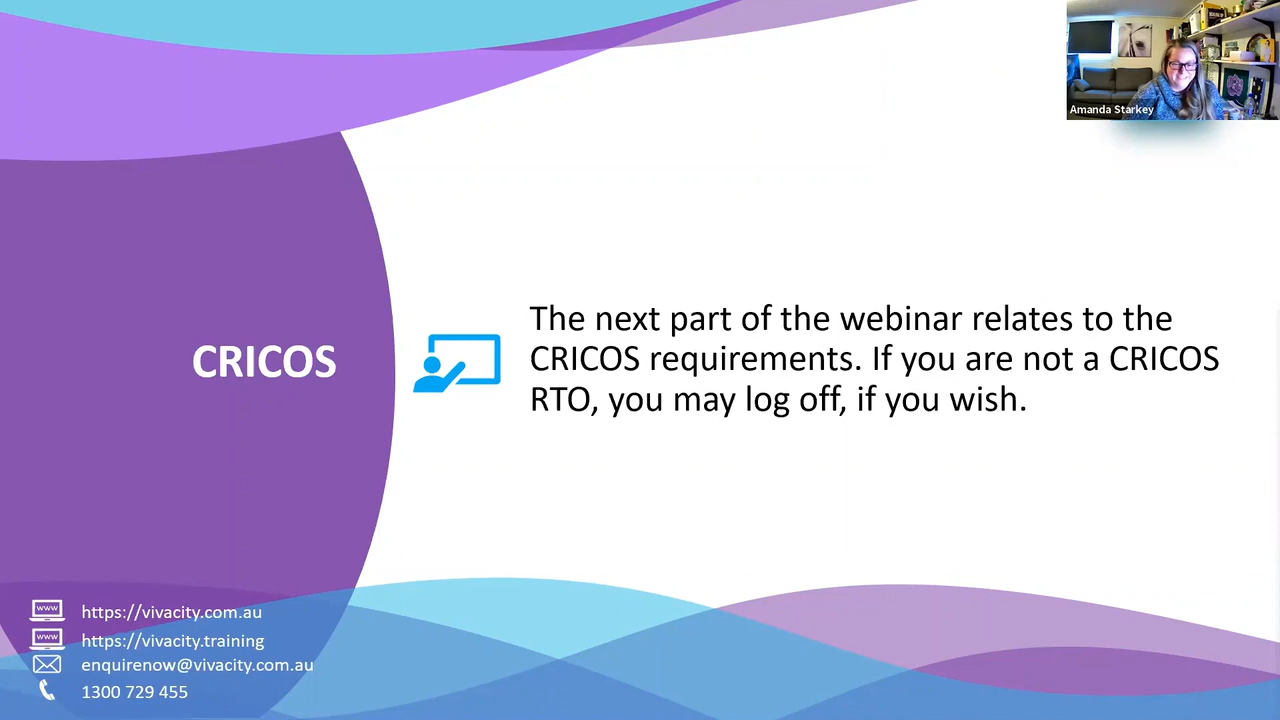 Amanda Starkey
CRICOS
The next part of the webinar relates to the
CRICOS requirements. If you are not a CRICOS
RTO, you may log off, if you wish.
www
https://vivacity.com.au
www
https://vivacity.training
enquirenow@vivacity.com.au
1300 729 455